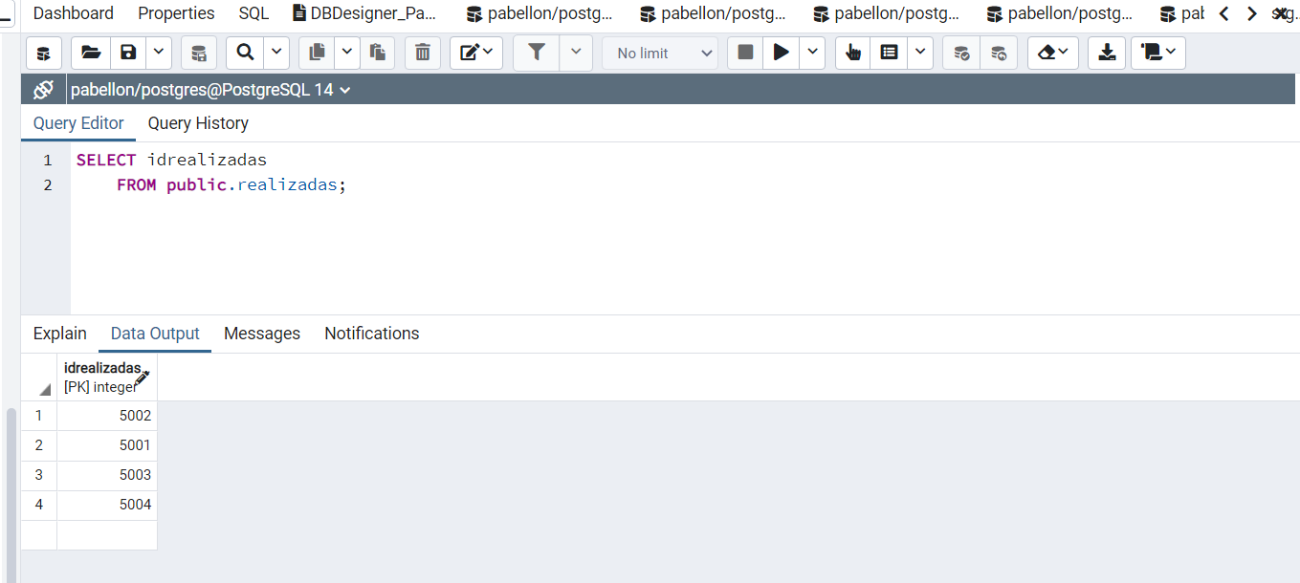 Dashboard Properties SQL DBDesigner_Pa... pabellon/postg... pabellon/postg... pabellon/postg... pabellon/postg... pab
No limit
pabellon/postgres@PostgreSQL 14
Query Editor Query History
1 SELECT idrealizadas
2 FROM public.realizadas;
Explain Data Output Messages Notifications
idrealizadas
[PK] integer
1 5002
2 5001
3 5003
4 5004